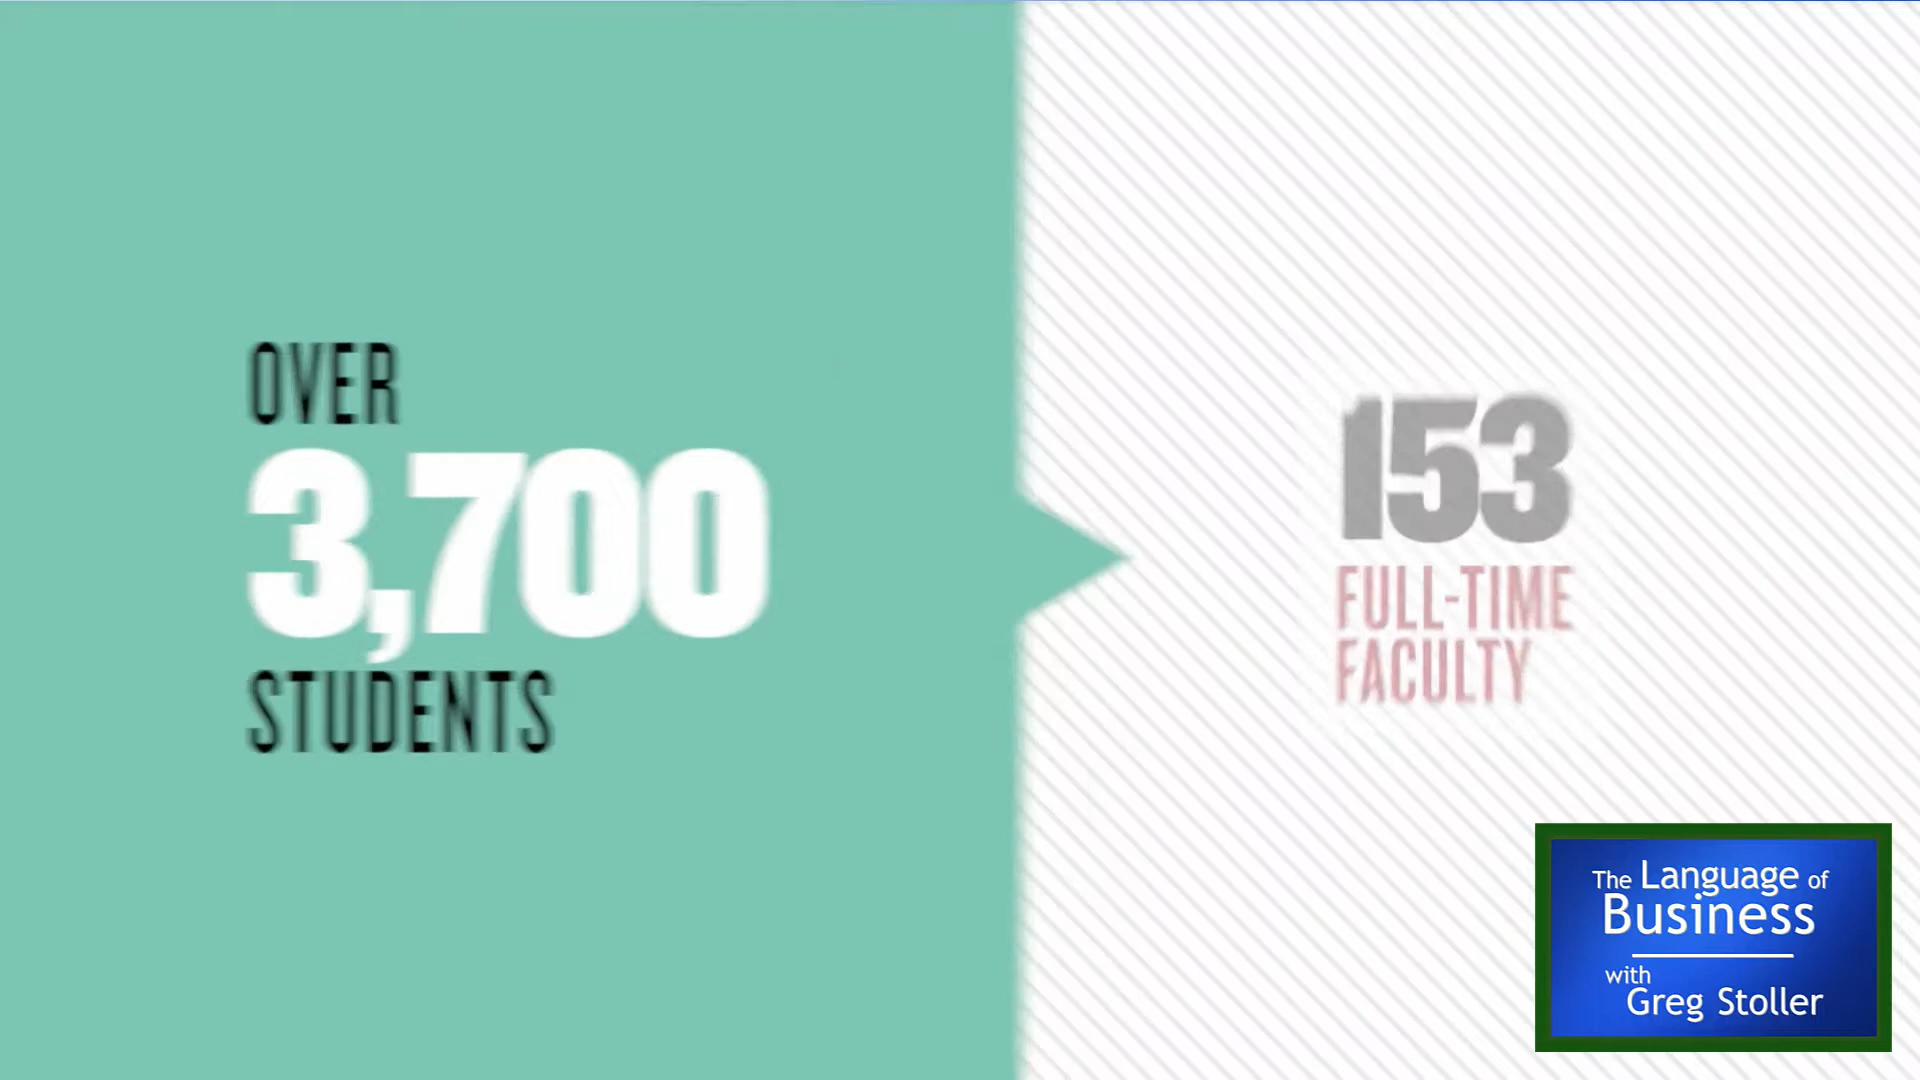 OVER
3,700
STUDENTS
153
FULL-TIME
FACULTY
The Language of
Business
with
Greg Stoller